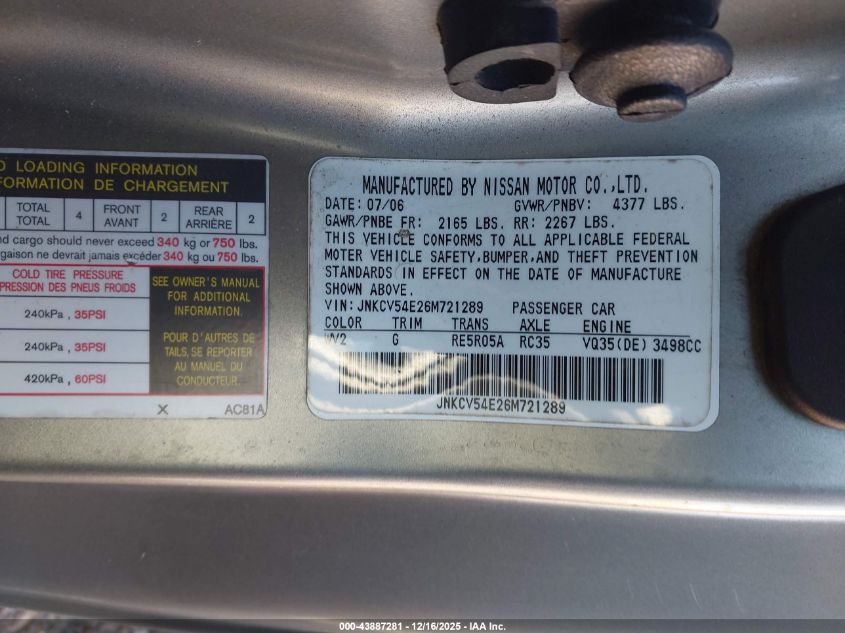 D LOADING INFORMATION
FORMATION DE CHARGEMENT
TOTAL
TOTAL
4
FRONT
AVANT
2
REAR
ARRIÈRE
2
nd cargo should never exceed 340 kg or 750 lbs.
rgaison ne devrait jamais excéder 340 kg ou 750 lbs.
COLD TIRE PRESSURE
PRESSION DES PNEUS FROIDS
240kPa, 35PSI
240kPa, 35PSI
420kPa, 60PSI
SEE OWNER'S MANUAL
FOR ADDITIONAL
INFORMATION.
POUR D'AUTRES DE
TAILS, SE REPORTER
AU MANUEL DU
CONDUCTEUR.
X AC81A
MANUFACTURED BY NISSAN MOTOR CO.,LTD.
DATE: 07/06 GVWR/PNBV: 4377 LBS.
GAWR/PNBE FR: 2165 LBS. RR: 2267 LBS.
THIS VEHICLE CONFORMS TO ALL APPLICABLE FEDERAL
MOTOR VEHICLE SAFETY,BUMPER,AND THEFT PREVENTION
STANDARDS IN EFFECT ON THE DATE OF MANUFACTURE
SHOWN ABOVE.
VIN: JNKCV54E26M721289 PASSENGER CAR
COLOR TRIM TRANS AXLE ENGINE
WV2 G RE5R05A RC35 VQ35(DE) 3498CC
JNKCV54E26M721289
000-43887281 - 12/16/2025 - IAA Inc.